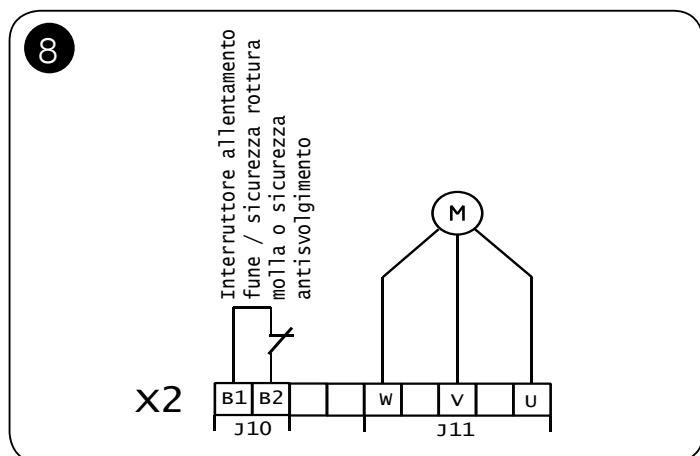 8
Interruttore allentamento
fune / sicurezza rottura
molla o sicurezza
antisvolgimento
M
X2
B1 B2 W V U
J10 J11